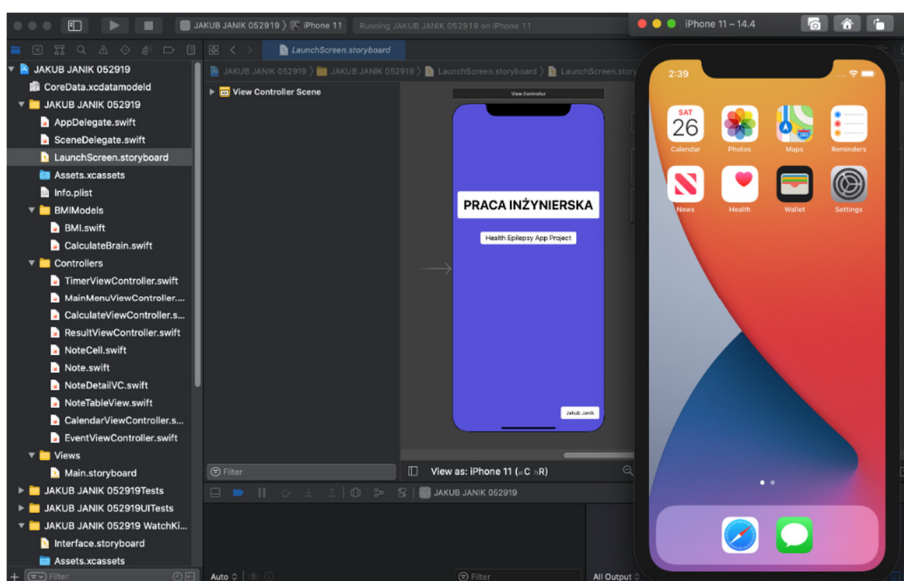 JAKUB JANIK 052919 〉 iPhone 11
Running JAKUB JANIK 052919 on iPhone 11
iPhone 11 – 14.4
LaunchScreen.storyboard
JAKUB JANIK 052919
CoreData.xcdatamodeld
JAKUB JANIK 052919
AppDelegate.swift
SceneDelegate.swift
LaunchScreen.storyboard
Assets.xcassets
Info.plist
BMIModels
BMI.swift
CalculateBrain.swift
Controllers
TimerViewController.swift
MainMenuViewController....
CalculateViewController.s...
ResultViewController.swift
NoteCell.swift
Note.swift
NoteDetailVC.swift
NoteTableView.swift
CalendarViewController.s...
EventViewController.swift
Views
Main.storyboard
JAKUB JANIK 052919Tests
JAKUB JANIK 052919UITests
JAKUB JANIK 052919 WatchKi...
Interface.storyboard
Assets.xcassets
Filter
JAKUB JANIK 052919 〉 JAKUB JANIK 052919 〉 LaunchScreen.storyboard 〉 LaunchScreen.story
View Controller Scene
Filter
View Controller
PRACA INŻYNIERSKA
Health Epilepsy App Project
Jakub Janik
View as: iPhone 11 (wC hR)
JAKUB JANIK 052919
Auto
Filter
All Output
2:39
SAT
26
Calendar
Photos
Maps
Reminders
News
Health
Wallet
Settings